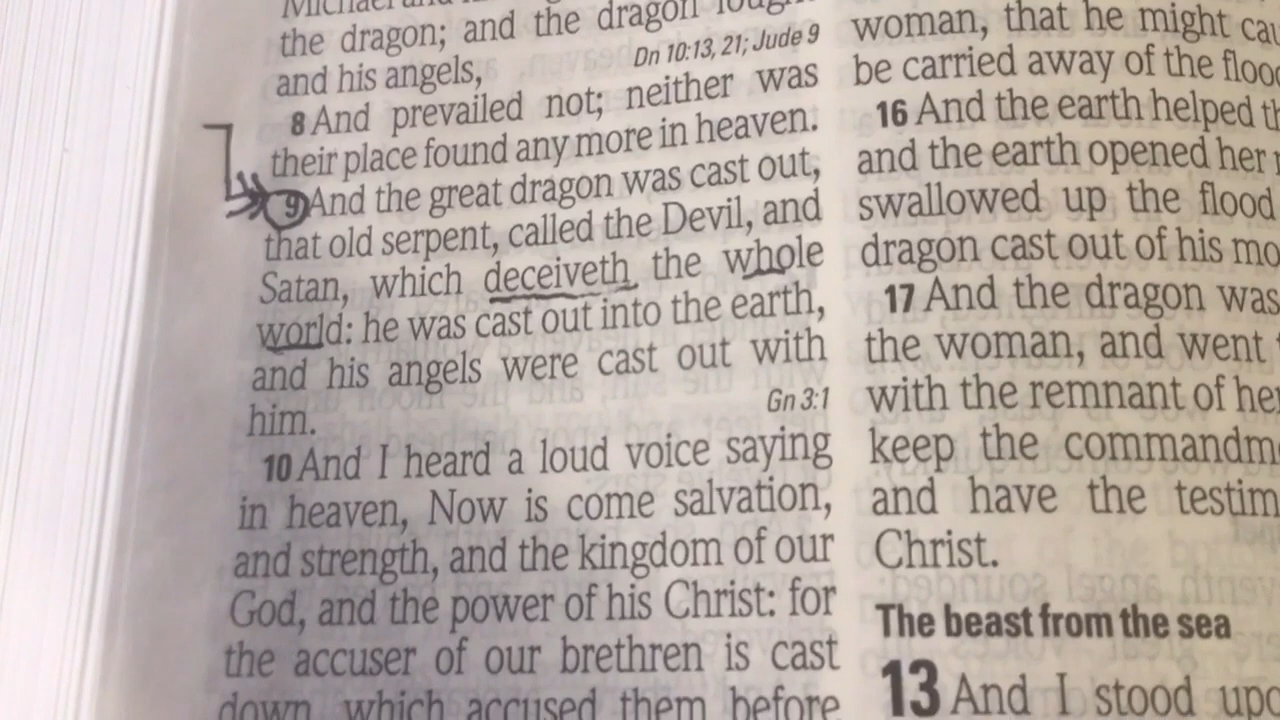 the dragon; and the dragon
Dn 10:13, 21; Jude 9
and his angels,
8 And prevailed not; neither was
their place found any more in heaven.
9 And the great dragon was cast out,
that old serpent, called the Devil, and
Satan, which deceiveth the whole
world: he was cast out into the earth,
and his angels were cast out with
him.
Gn 3:1
10 And I heard a loud voice saying
in heaven, Now is come salvation,
and strength, and the kingdom of our
God, and the power of his Christ: for
the accuser of our brethren is cast
down, which accused them before
woman, that he might
be carried away of the
16 And the earth helped
and the earth opened her
swallowed up the flood
dragon cast out of his
17 And the dragon was
the woman, and went
with the remnant of
keep the
and have the
Christ.
The beast from the sea
13 And I stood